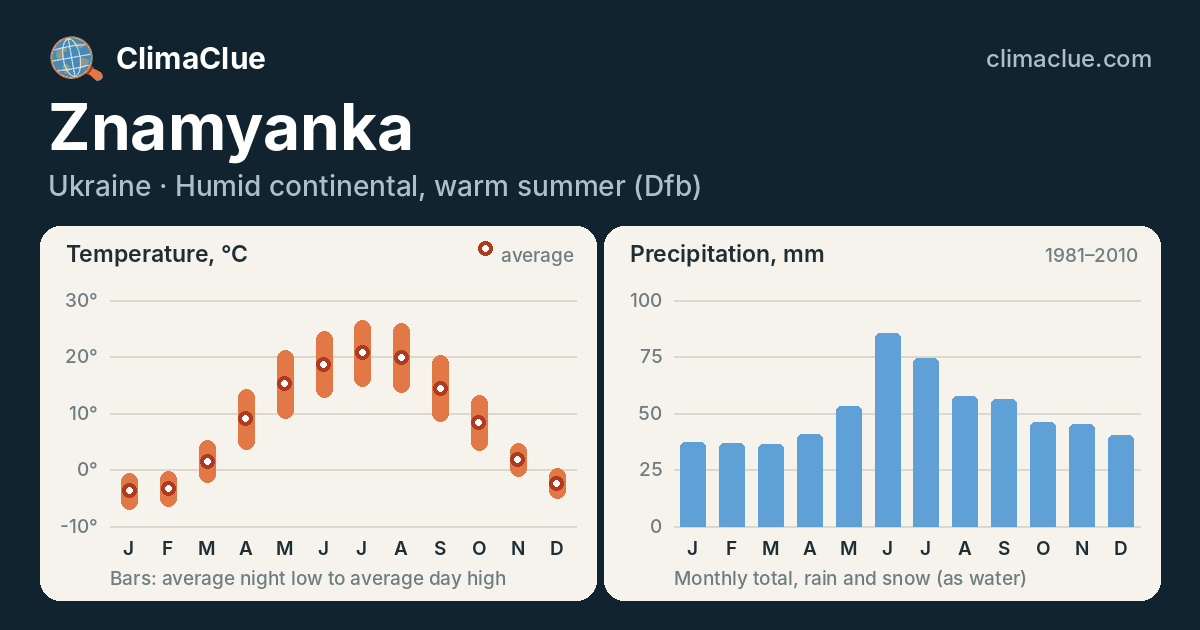 ClimaClue
climaclue.com
Znamyanka
Ukraine · Humid continental, warm summer (Dfb)
Temperature, °C
average
30°
20°
10°
0°
-10°
J F M A M J J A S O N D
Bars: average night low to average day high
Precipitation, mm
1981–2010
100
75
50
25
0
J F M A M J J A S O N D
Monthly total, rain and snow (as water)